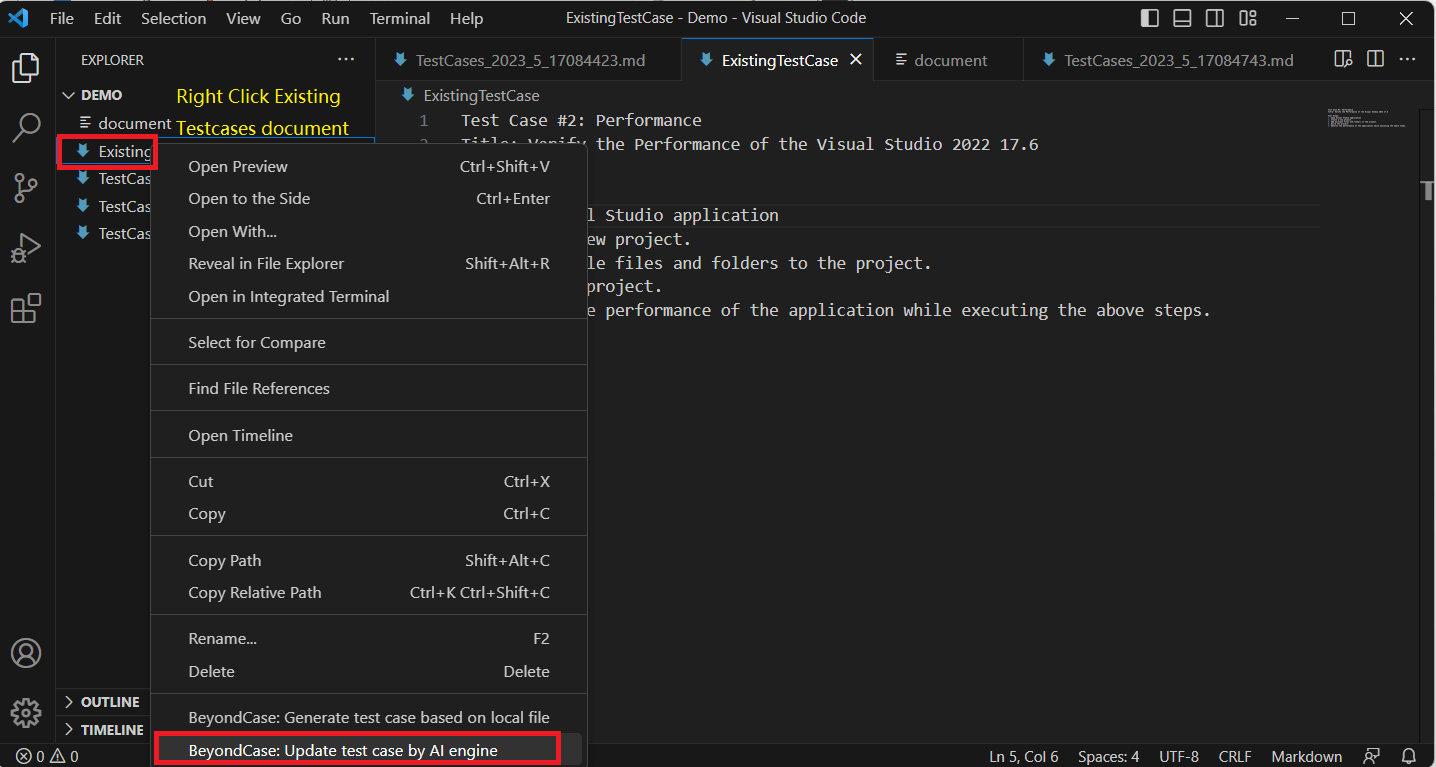 File Edit Selection View Go Run Terminal Help ExistingTestCase - Demo - Visual Studio Code
EXPLORER
TestCases_2023_5_17084423.md ExistingTestCase document TestCases_2023_5_17084743.md
DEMO
Right Click Existing
Testcases document
document
Existing
TestCas
TestCas
TestCas
ExistingTestCase
1 Test Case #2: Performance
Title: Verify the Performance of the Visual Studio 2022 17.6
l Studio application
ew project.
le files and folders to the project.
project.
e performance of the application while executing the above steps.
Open Preview Ctrl+Shift+V
Open to the Side Ctrl+Enter
Open With...
Reveal in File Explorer Shift+Alt+R
Open in Integrated Terminal
Select for Compare
Find File References
Open Timeline
Cut Ctrl+X
Copy Ctrl+C
Copy Path Shift+Alt+C
Copy Relative Path Ctrl+K Ctrl+Shift+C
Rename... F2
Delete Delete
BeyondCase: Generate test case based on local file
BeyondCase: Update test case by AI engine
OUTLINE
TIMELINE
0 0 Ln 5, Col 6 Spaces: 4 UTF-8 CRLF Markdown